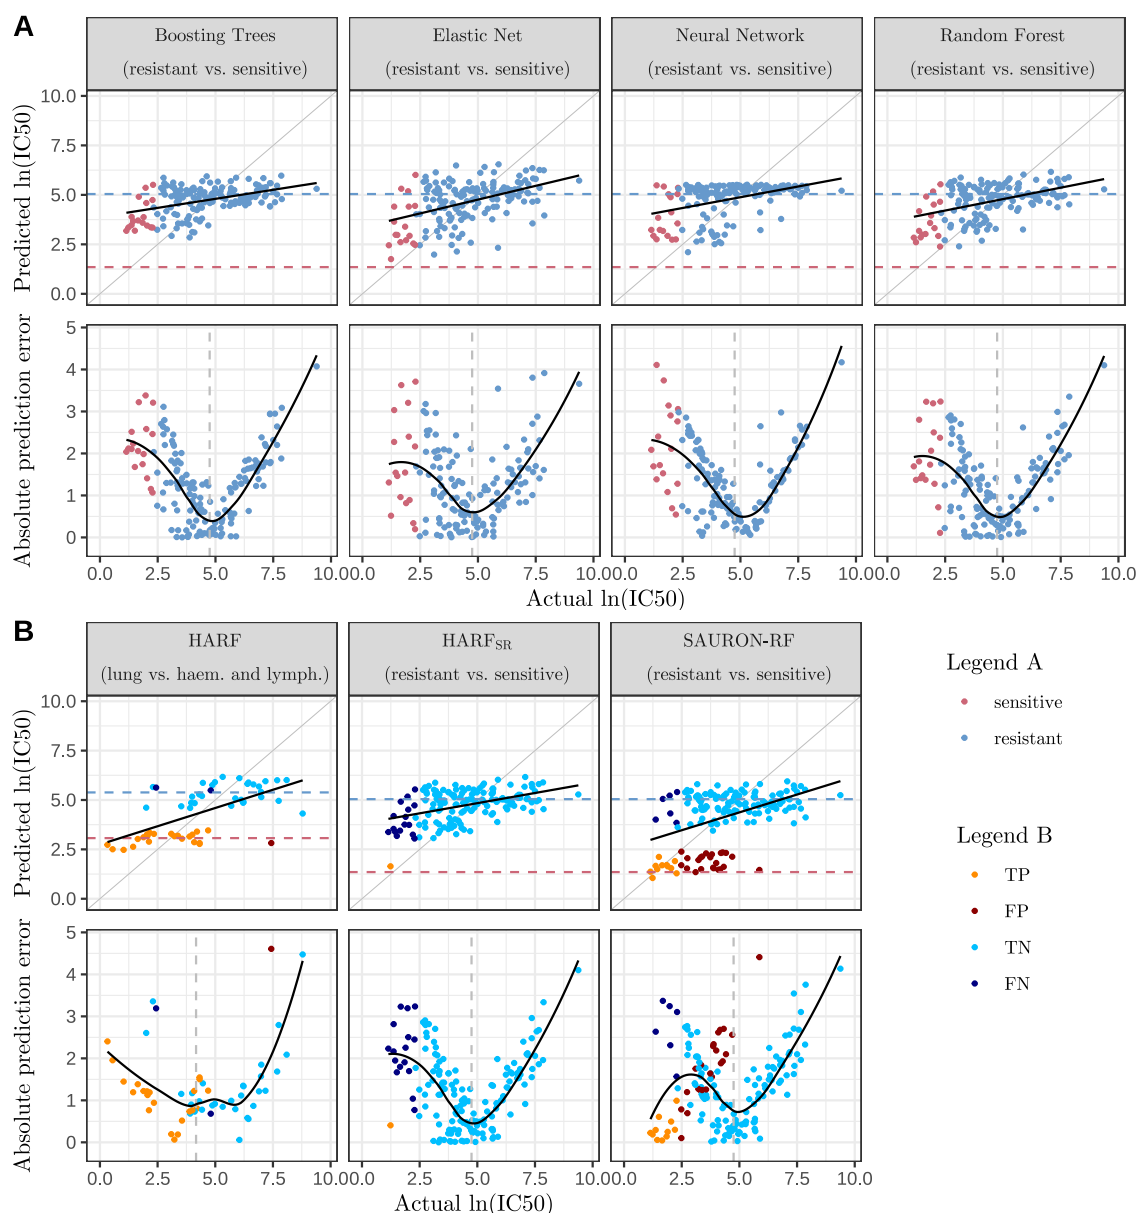 A
Boosting Trees
(resistant vs. sensitive)
Elastic Net
(resistant vs. sensitive)
Neural Network
(resistant vs. sensitive)
Random Forest
(resistant vs. sensitive)
Predicted ln(IC50)
10.0
7.5
5.0
2.5
0.0
Absolute prediction error
5
4
3
2
1
0
0.0 2.5 5.0 7.5 10.0
0.0 2.5 5.0 7.5 10.0
0.0 2.5 5.0 7.5 10.0
0.0 2.5 5.0 7.5 10.0
Actual ln(IC50)
B
HARF
(lung vs. haem. and lymph.)
HARFSR
(resistant vs. sensitive)
SAURON-RF
(resistant vs. sensitive)
Predicted ln(IC50)
10.0
7.5
5.0
2.5
0.0
Absolute prediction error
5
4
3
2
1
0
0.0 2.5 5.0 7.5 10.0
0.0 2.5 5.0 7.5 10.0
0.0 2.5 5.0 7.5 10.0
Actual ln(IC50)
Legend A
sensitive
resistant
Legend B
TP
FP
TN
FN